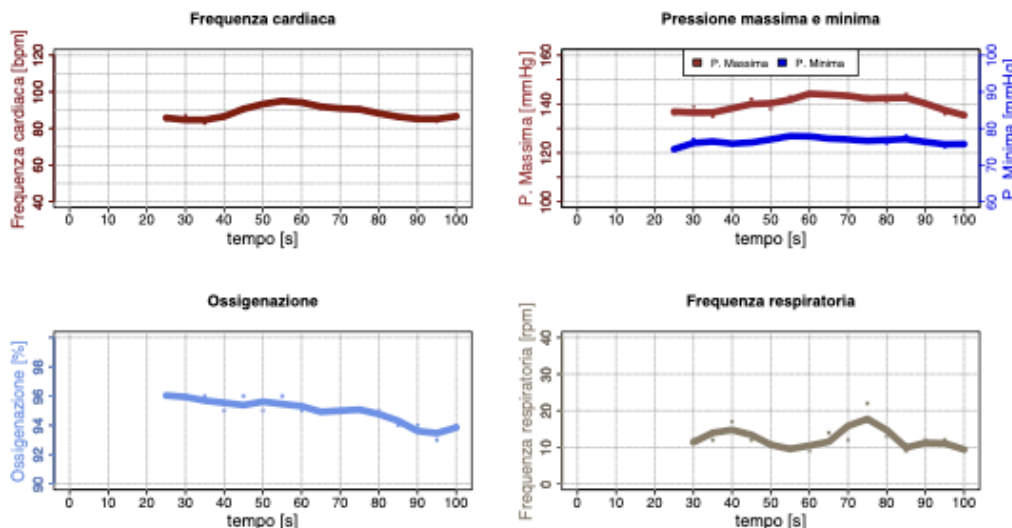 Frequenza cardiaca
Frequenza cardiaca [bpm]
40 60 80 100 120
0 10 20 30 40 50 60 70 80 90 100
tempo [s]
Pressione massima e minima
P. Massima P. Minima
P. Massima [mmHg]
100 120 140 160
P. Minima [mmHg]
60 70 80 90 100
0 10 20 30 40 50 60 70 80 90 100
tempo [s]
Ossigenazione
Ossigenazione [%]
90 92 94 96 98
0 10 20 30 40 50 60 70 80 90 100
tempo [s]
Frequenza respiratoria
Frequenza respiratoria [rpm]
0 10 20 30 40
0 10 20 30 40 50 60 70 80 90 100
tempo [s]